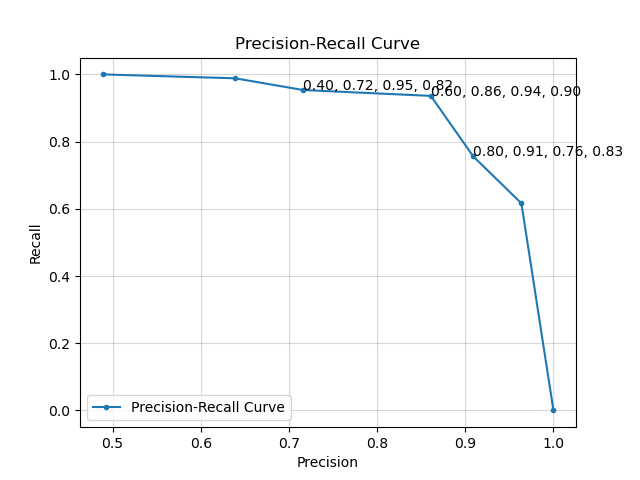 Precision-Recall Curve
1.0
0.8
0.6
0.4
0.2
0.0
Recall
0.40, 0.72, 0.95, 0.82
0.60, 0.86, 0.94, 0.90
0.80, 0.91, 0.76, 0.83
Precision-Recall Curve
0.5 0.6 0.7 0.8 0.9 1.0
Precision